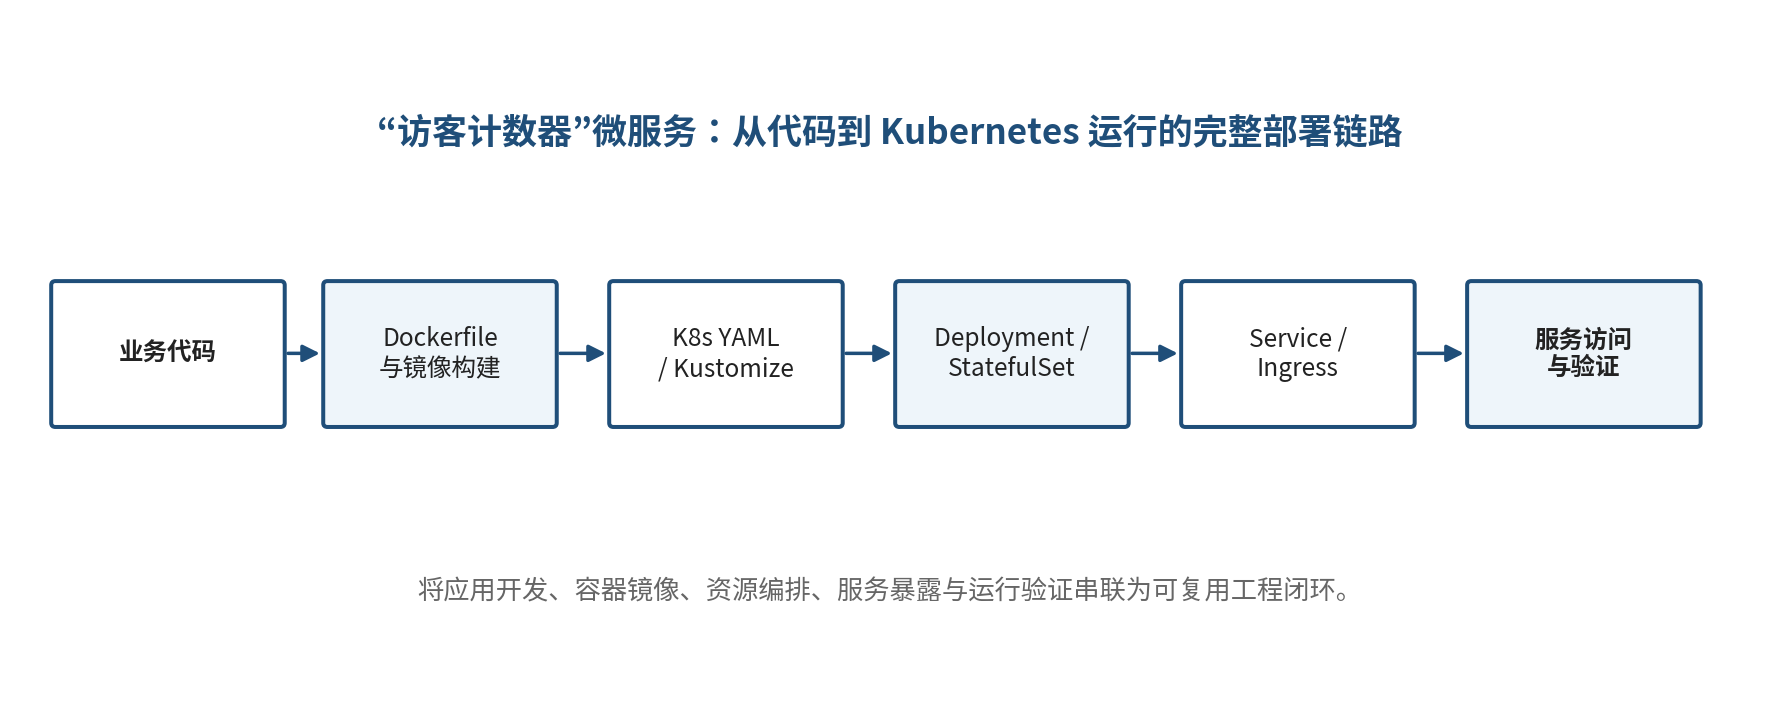 “访客计数器”微服务：从代码到 Kubernetes 运行的完整部署链路
业务代码
Dockerfile
与镜像构建
K8s YAML
/ Kustomize
Deployment /
StatefulSet
Service /
Ingress
服务访问
与验证
将应用开发、容器镜像、资源编排、服务暴露与运行验证串联为可复用工程闭环。